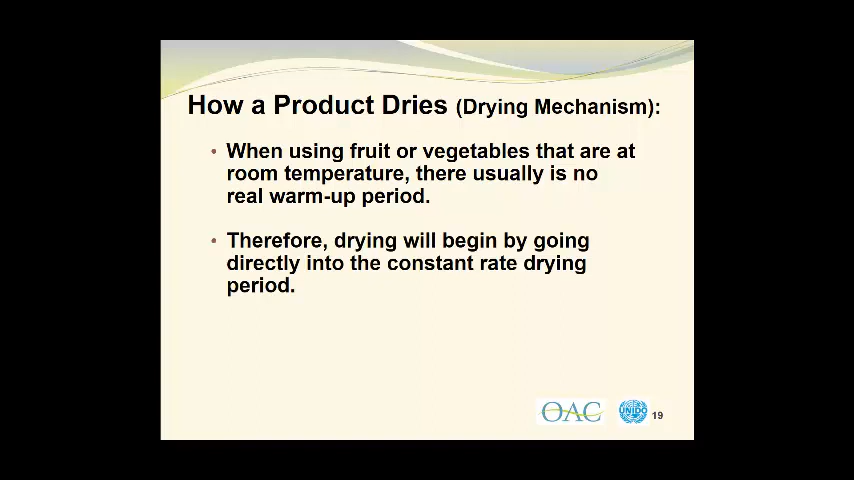 How a Product Dries (Drying Mechanism):
• When using fruit or vegetables that are at
room temperature, there usually is no
real warm-up period.
• Therefore, drying will begin by going
directly into the constant rate drying
period.
OAC
UNIDO
19